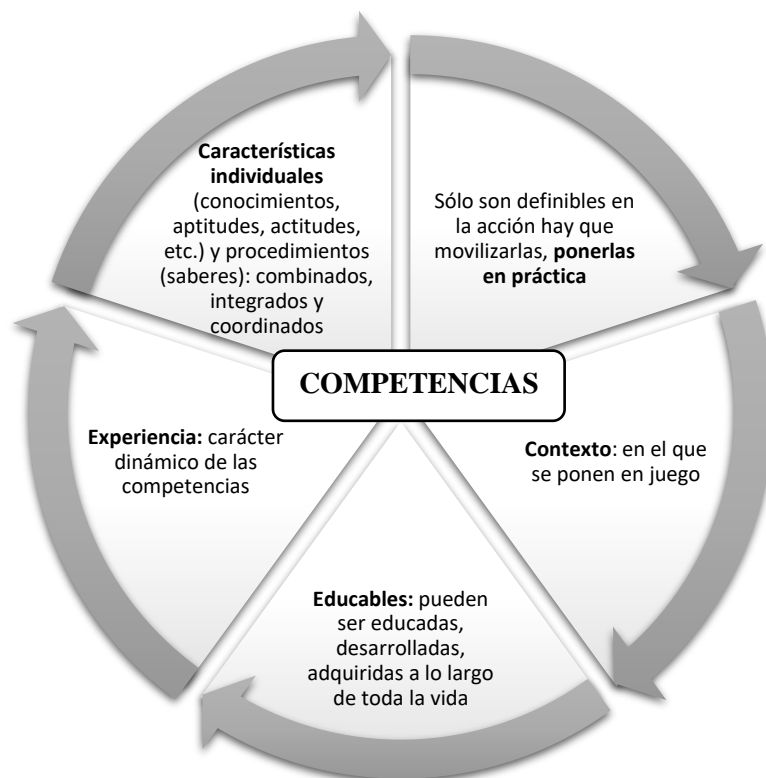 Características
individuales
(conocimientos,
aptitudes, actitudes,
etc.) y procedimientos
(saberes): combinados,
integrados y
coordinados
Sólo son definibles en
la acción hay que
movilizarlas, ponerlas
en práctica
COMPETENCIAS
Experiencia: carácter
dinámico de las
competencias
Contexto: en el que
se ponen en juego
Educables: pueden
ser educadas,
desarrolladas,
adquiridas a lo largo
de toda la vida